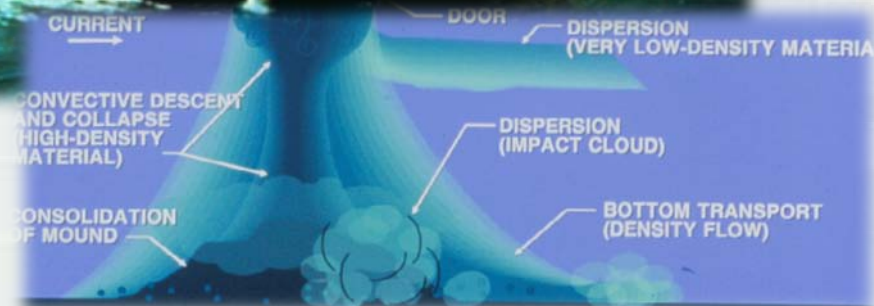 CURRENT
DOOR
DISPERSION
(VERY LOW-DENSITY MATERIA
CONVECTIVE DESCENT
AND COLLAPSE
(HIGH-DENSITY
MATERIAL)
DISPERSION
(IMPACT CLOUD)
CONSOLIDATION
OF MOUND
BOTTOM TRANSPORT
(DENSITY FLOW)